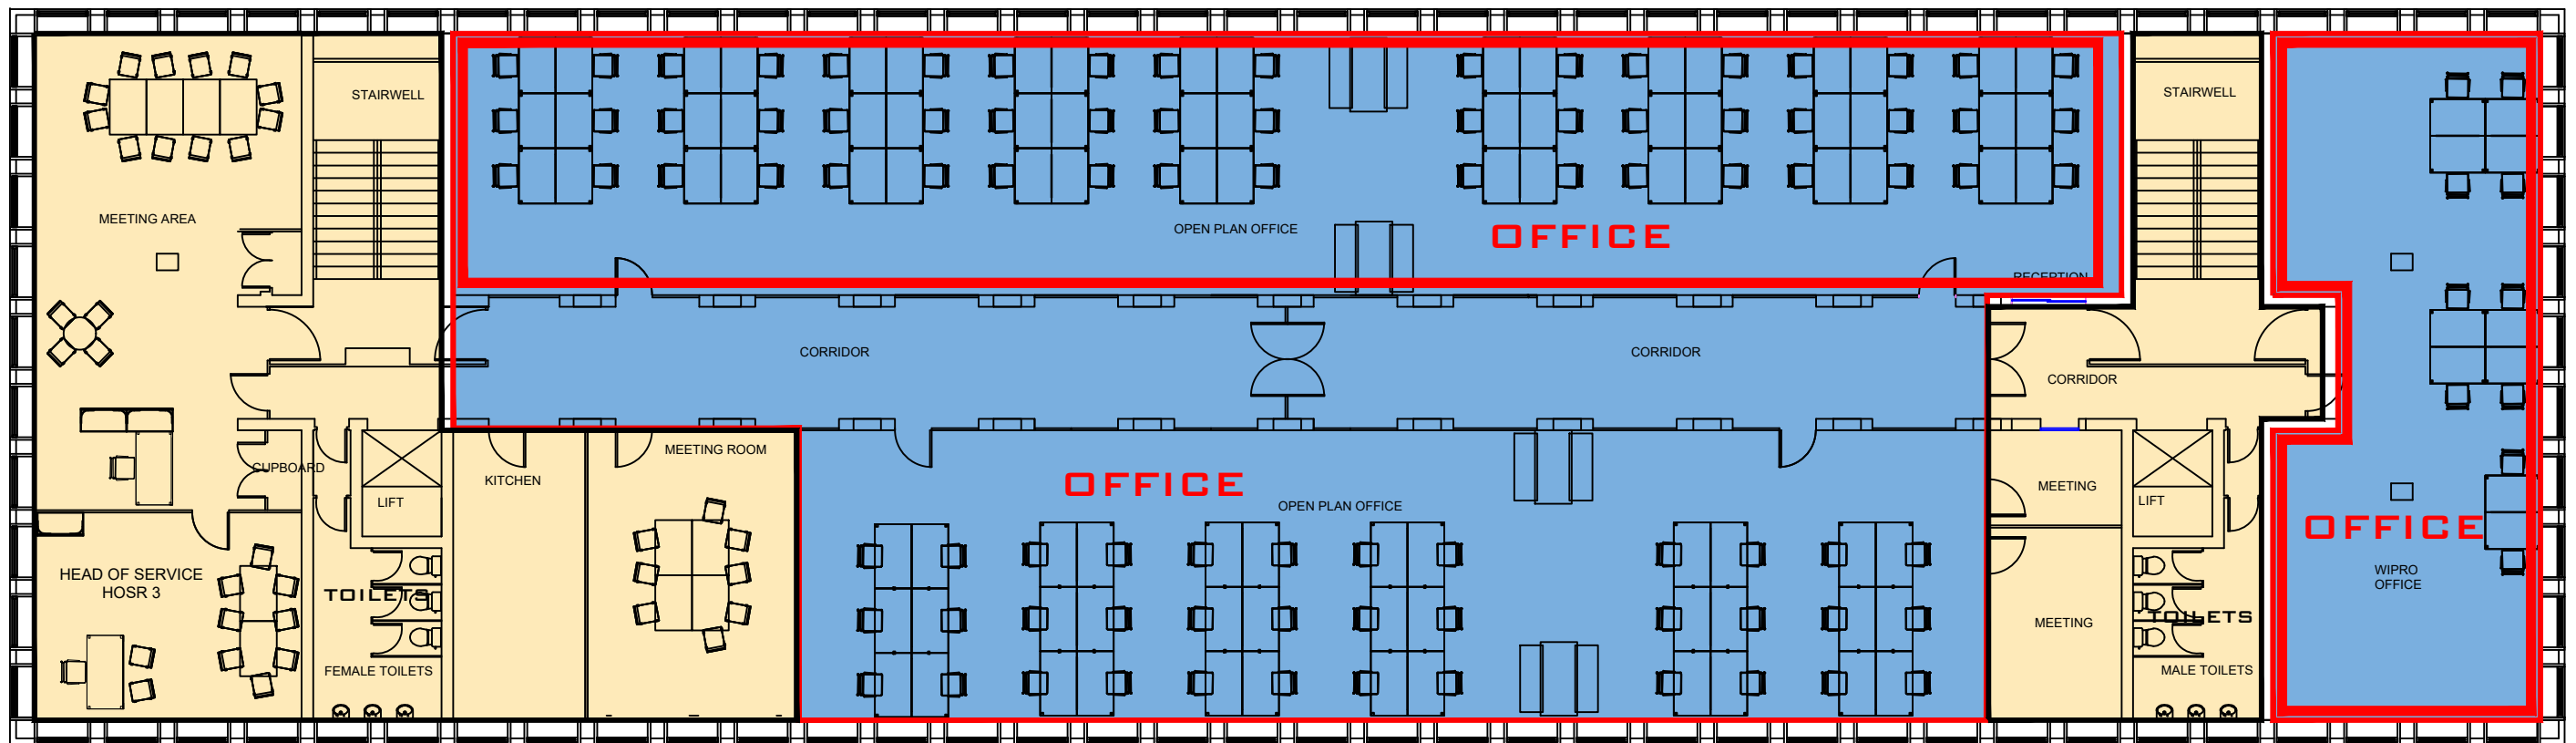 STAIRWELL
STAIRWELL
MEETING AREA
OPEN PLAN OFFICE
OFFICE
RECEPTION
CORRIDOR
CORRIDOR
CORRIDOR
MEETING ROOM
CUPBOARD
KITCHEN
LIFT
OFFICE
OPEN PLAN OFFICE
MEETING
LIFT
OFFICE
HEAD OF SERVICE
HOSR 3
TOILETS
WIPRO
OFFICE
TOILETS
MEETING
FEMALE TOILETS
MALE TOILETS